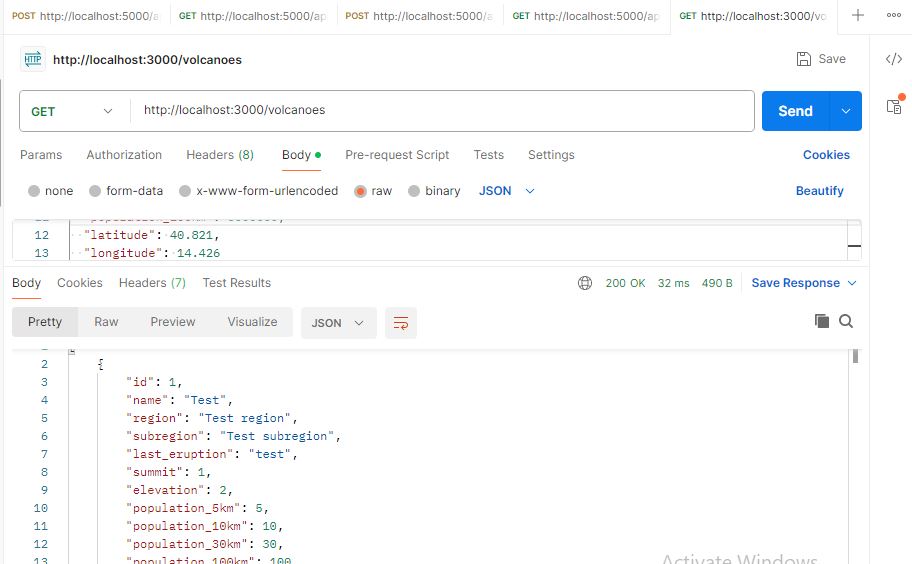 POST http://localhost:5000/a GET http://localhost:5000/ap POST http://localhost:5000/a GET http://localhost:5000/ap GET http://localhost:3000/vo
HTTP http://localhost:3000/volcanoes Save
GET http://localhost:3000/volcanoes Send
Params Authorization Headers (8) Body Pre-request Script Tests Settings Cookies
none form-data x-www-form-urlencoded raw binary JSON Beautify
12 "latitude": 40.821,
13 "longitude": 14.426
Body Cookies Headers (7) Test Results 200 OK 32 ms 490 B Save Response
Pretty Raw Preview Visualize JSON
2 {
3 "id": 1,
4 "name": "Test",
5 "region": "Test region",
6 "subregion": "Test subregion",
7 "last_eruption": "test",
8 "summit": 1,
9 "elevation": 2,
10 "population_5km": 5,
11 "population_10km": 10,
12 "population_30km": 30,
13 "population_100km": 100
Activate Windows